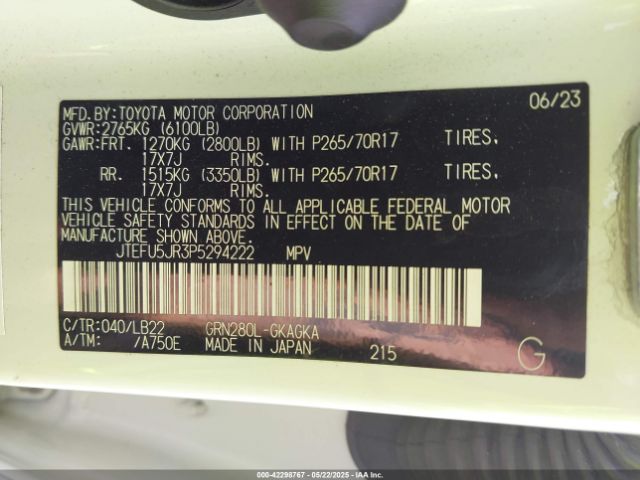 MFD.BY:TOYOTA MOTOR CORPORATION 06/23
GVWR:2765KG (6100LB)
GAWR:FRT. 1270KG (2800LB) WITH P265/70R17 TIRES,
17X7J RIMS.
RR. 1515KG (3350LB) WITH P265/70R17 TIRES,
17X7J RIMS.
THIS VEHICLE CONFORMS TO ALL APPLICABLE FEDERAL MOTOR
VEHICLE SAFETY STANDARDS IN EFFECT ON THE DATE OF
MANUFACTURE SHOWN ABOVE.
JTEFU5JR3P5294222 MPV
C/TR:040/LB22 GRN280L-GKAGKA
A/TM: /A750E MADE IN JAPAN 215 G
000-42298767 - 05/22/2025 - IAAI.com